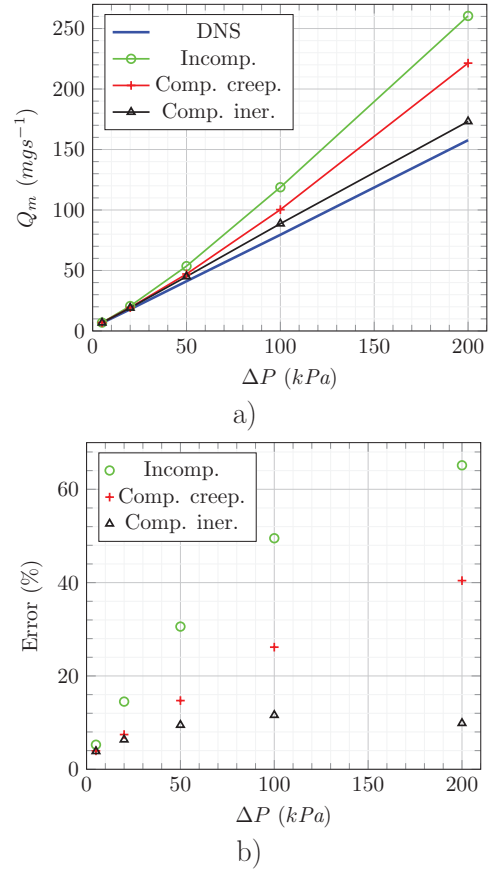 250
200
150
100
50
0
Q_m (mgs⁻¹)
DNS
Incomp.
Comp. creep.
Comp. iner.
0 50 100 150 200
ΔP (kPa)
a)
60
40
20
0
Error (%)
Incomp.
Comp. creep.
Comp. iner.
0 50 100 150 200
ΔP (kPa)
b)